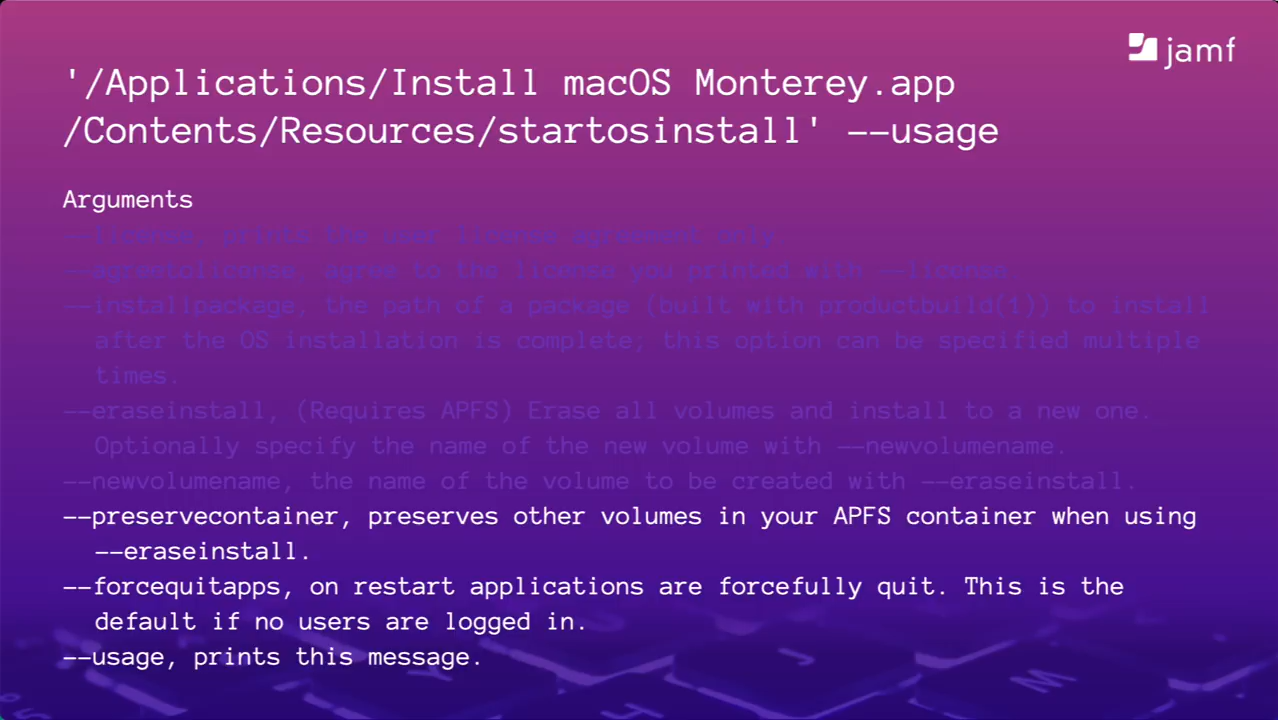 jamf
'/Applications/Install macOS Monterey.app
/Contents/Resources/startosinstall' --usage
Arguments
--license, prints the user license agreement only.
--agreetolicense, agree to the license you printed with --license
--installpackage, the path of a package (built with productbuild(1)) to install
after the OS installation is complete; this option can be specified multiple
times.
--eraseinstall, (Requires APFS) Erase all volumes and install to a new one.
Optionally specify the name of the new volume with --newvolumename.
--newvolumename, the name of the volume to be created with --eraseinstall.
--preservecontainer, preserves other volumes in your APFS container when using
--eraseinstall.
--forcequitapps, on restart applications are forcefully quit. This is the
default if no users are logged in.
--usage, prints this message.
Y
J
H
M